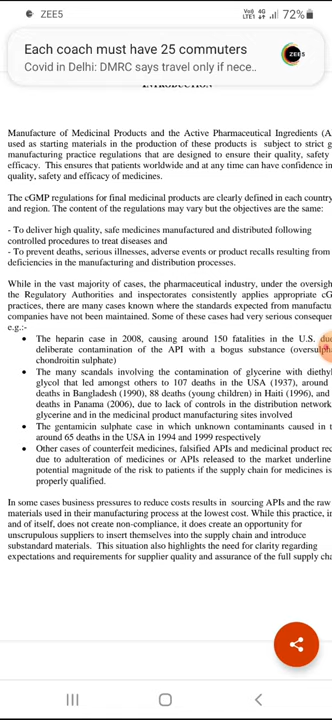 ZEE5
Vo)) 4G
LTE1
72%
Each coach must have 25 commuters
Covid in Delhi: DMRC says travel only if nece..
ZEE5
INTRODUCTION
Manufacture of Medicinal Products and the Active Pharmaceutical Ingredients (A
used as starting materials in the production of these products is subject to strict g
manufacturing practice regulations that are designed to ensure their quality, safety
efficacy. This ensures that patients worldwide and at any time can have confidence in
quality, safety and efficacy of medicines.
The cGMP regulations for final medicinal products are clearly defined in each country
and region. The content of the regulations may vary but the objectives are the same:
- To deliver high quality, safe medicines manufactured and distributed following
controlled procedures to treat diseases and
- To prevent deaths, serious illnesses, adverse events or product recalls resulting from
deficiencies in the manufacturing and distribution processes.
While in the vast majority of cases, the pharmaceutical industry, under the oversigh
the Regulatory Authorities and inspectorates consistently applies appropriate cG
practices, there are many cases known where the standards expected from manufactu
companies have not been maintained. Some of these cases had very serious consequen
e.g.:-
• The heparin case in 2008, causing around 150 fatalities in the U.S. due
deliberate contamination of the API with a bogus substance (oversulpha
chondroitin sulphate)
• The many scandals involving the contamination of glycerine with diethyl
glycol that led amongst others to 107 deaths in the USA (1937), around
deaths in Bangladesh (1990), 88 deaths (young children) in Haiti (1996), and
deaths in Panama (2006), due to lack of controls in the distribution network
glycerine and in the medicinal product manufacturing sites involved
• The gentamicin sulphate case in which unknown contaminants caused in t
around 65 deaths in the USA in 1994 and 1999 respectively
• Other cases of counterfeit medicines, falsified APIs and medicinal product rec
due to adulteration of medicines or APIs released to the market underline
potential magnitude of the risk to patients if the supply chain for medicines is
properly qualified.
In some cases business pressures to reduce costs results in sourcing APIs and the raw
materials used in their manufacturing process at the lowest cost. While this practice, in
and of itself, does not create non-compliance, it does create an opportunity for
unscrupulous suppliers to insert themselves into the supply chain and introduce
substandard materials. This situation also highlights the need for clarity regarding
expectations and requirements for supplier quality and assurance of the full supply cha